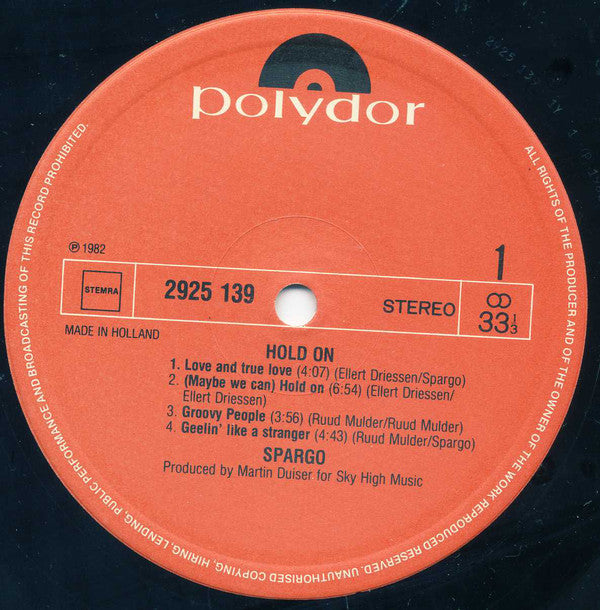 polydor
ALL RIGHTS OF THE PRODUCER AND OF THE OWNER OF THE WORK REPRODUCED RESERVED. UNAUTHORISED COPYING, HIRING, LENDING, PUBLIC PERFORMANCE AND BROADCASTING OF THIS RECORD PROHIBITED.
℗ 1982
1
STEMRA
2925 139
STEREO
33 1/3
MADE IN HOLLAND
HOLD ON
1. Love and true love (4:07) (Ellert Driessen/Spargo)
2. (Maybe we can) Hold on (6:54) (Ellert Driessen/
Ellert Driessen)
3. Groovy People (3:56) (Ruud Mulder/Ruud Mulder)
4. Geelin' like a stranger (4:43) (Ruud Mulder/Spargo)
SPARGO
Produced by Martin Duiser for Sky High Music